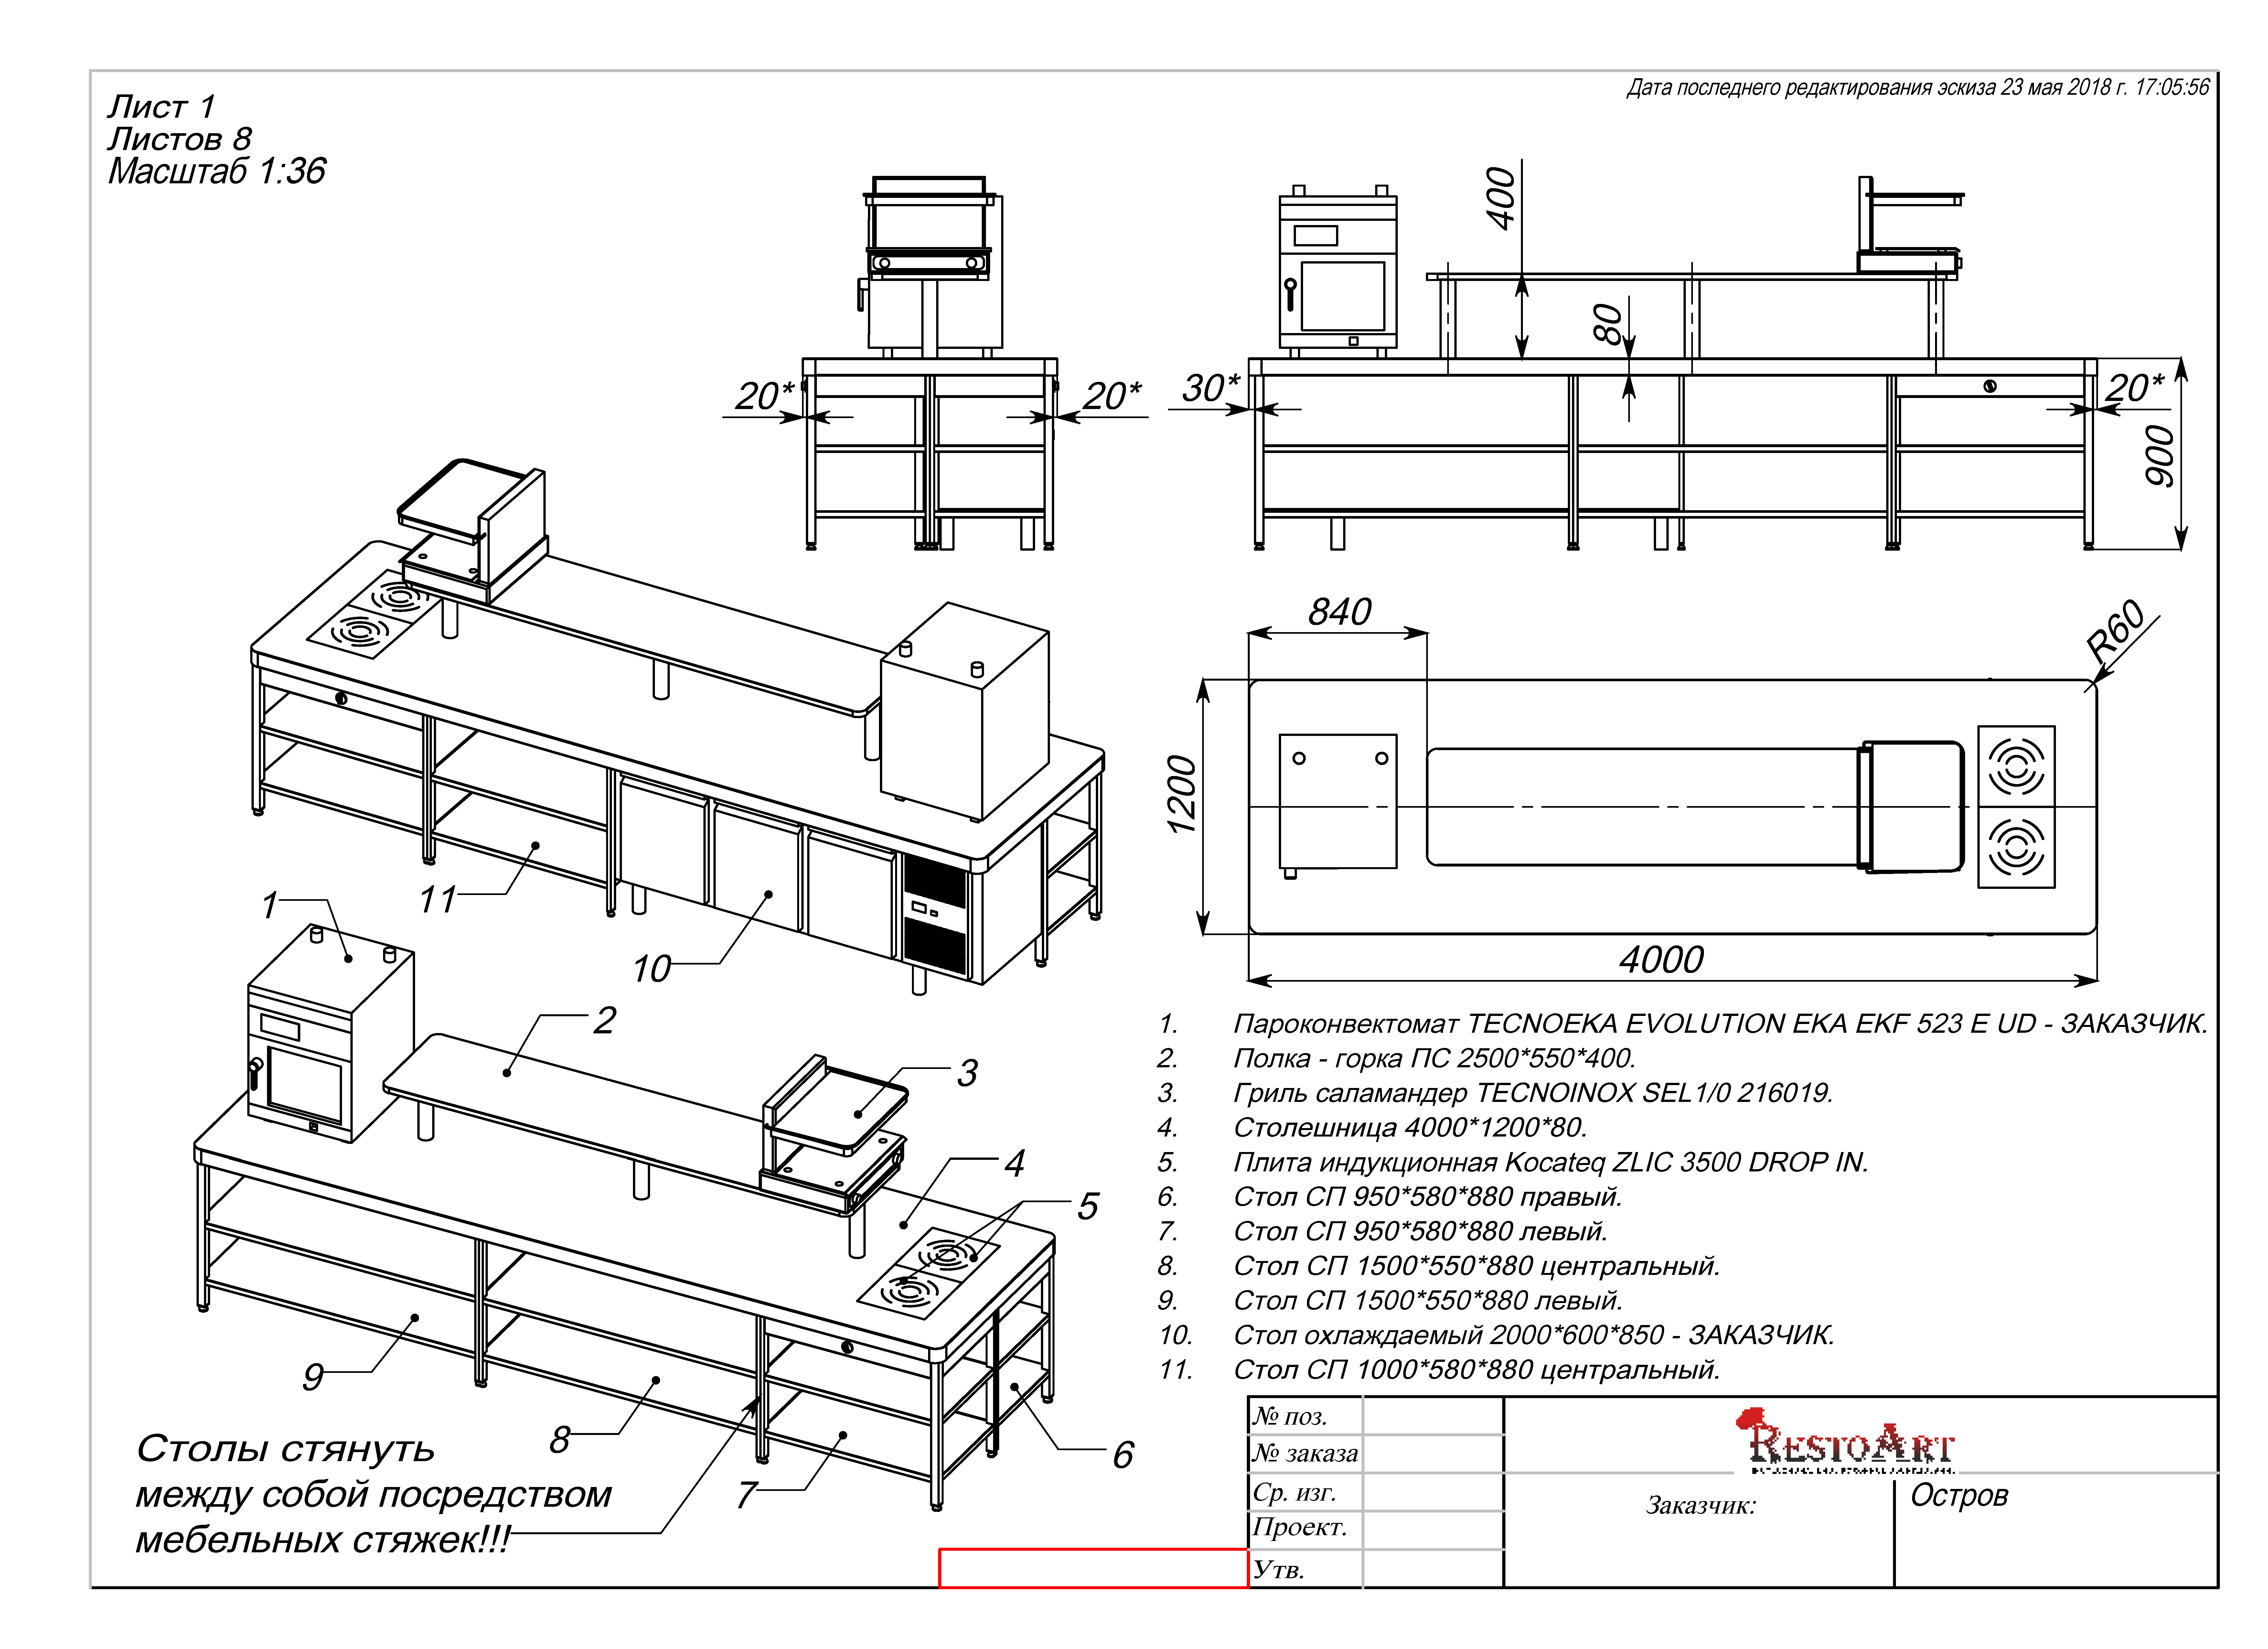 Дата последнего редактирования эскиза 23 мая 2018 г. 17:05:56
Лист 1
Листов 8
Масштаб 1:36
400
80
20*
20*
30*
20*
900
840
R60
1200
4000
11
10
1
2
3
4
5
9
8
7
6
1. Пароконвектомат TECNOEKA EVOLUTION EKA EKF 523 E UD - ЗАКАЗЧИК.
2. Полка - горка ПС 2500*550*400.
3. Гриль саламандер TECNOINOX SEL1/0 216019.
4. Столешница 4000*1200*80.
5. Плита индукционная Kocateq ZLIC 3500 DROP IN.
6. Стол СП 950*580*880 правый.
7. Стол СП 950*580*880 левый.
8. Стол СП 1500*550*880 центральный.
9. Стол СП 1500*550*880 левый.
10. Стол охлаждаемый 2000*600*850 - ЗАКАЗЧИК.
11. Стол СП 1000*580*880 центральный.
Столы стянуть
между собой посредством
мебельных стяжек!!!
№ поз.
№ заказа
Ср. изг.
Проект.
Утв.
RESTOART
Заказчик:
Остров